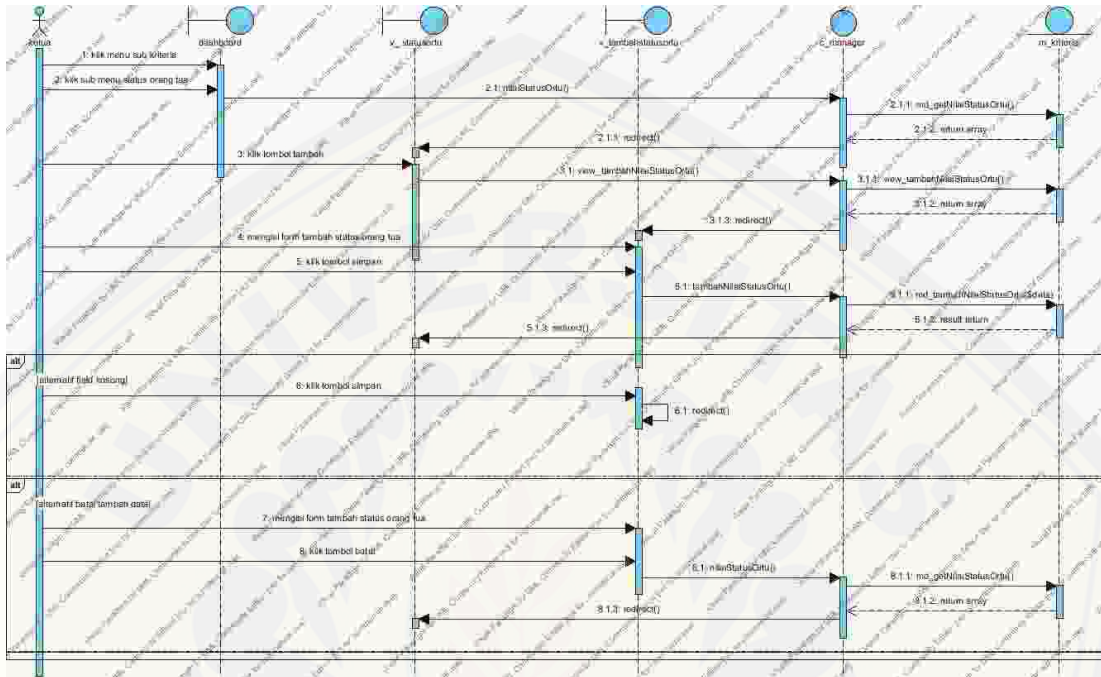 ketua
dashboard
v_statusortu
v_tambahstatusortu
c_manager
m_kriteria
1: klik menu sub kriteria
2: klik sub menu status orang tua
2.1: nilaiStatusOrtu()
2.1.1: md_getNilaiStatusOrtu()
2.1.2: return array
2.1.1: redirect()
3: klik tombol tambah
3.1: view_tambahNilaiStatusOrtu()
3.1.1: view_tambahNilaiStatusOrtu()
3.1.2: return array
3.1.3: redirect()
4: mengisi form tambah status orang tua
5: klik tombol simpan
5.1: tambahNilaiStatusOrtu()
5.1.2: result return
5.1.3: redirect()
alt
[alternatif field kosong]
6: klik tombol simpan
6.1: redirect()
alt
[alternatif batal tambah data]
7: mengisi form tambah status orang tua
8: klik tombol batal
8.1: nilaiStatusOrtu()
8.1.1: md_getNilaiStatusOrtu()
8.1.2: return array
8.1.3: redirect()